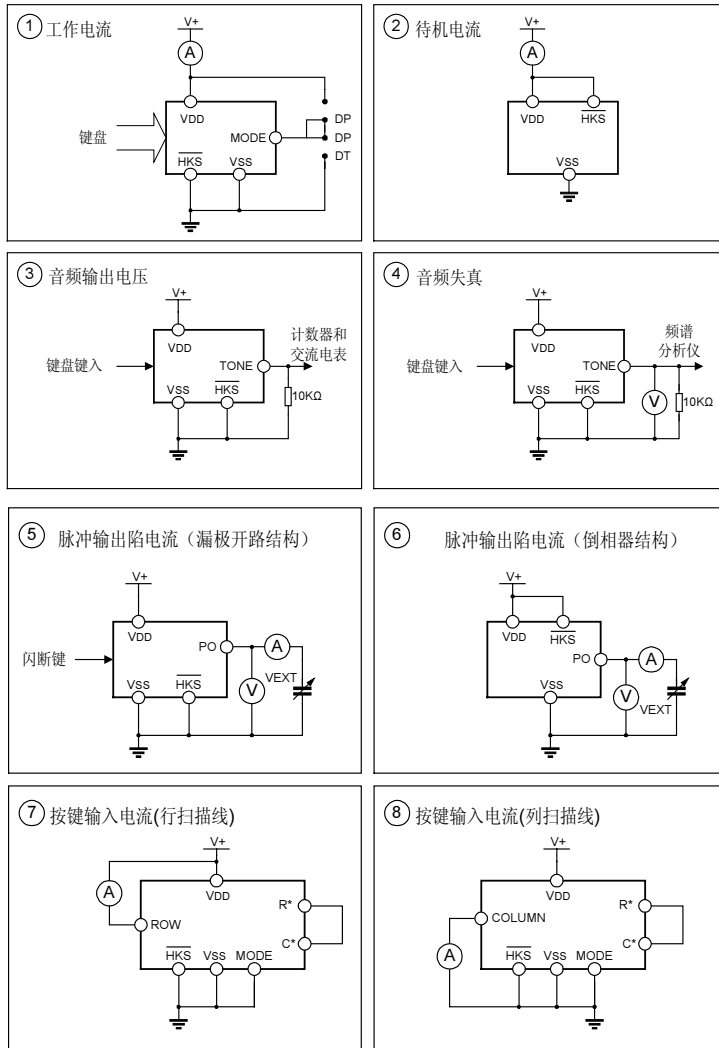 ① 工作电流
V+
A
VDD
键盘
MODE
HKS
VSS
DP
DP
DT
② 待机电流
V+
A
VDD
HKS
VSS
③ 音频输出电压
V+
VDD
键盘键入
TONE
VSS
HKS
计数器和
交流电表
10KΩ
④ 音频失真
V+
VDD
键盘键入
TONE
VSS
HKS
频谱
分析仪
V
10KΩ
⑤ 脉冲输出陷电流（漏极开路结构）
V+
VDD
闪断键
PO
A
VSS
HKS
V
VEXT
⑥ 脉冲输出陷电流（倒相器结构）
V+
VDD
HKS
PO
A
VSS
V
VEXT
⑦ 按键输入电流(行扫描线)
V+
A
VDD
ROW
R*
C*
HKS
VSS
MODE
⑧ 按键输入电流(列扫描线)
V+
VDD
COLUMN
R*
A
C*
HKS
VSS
MODE